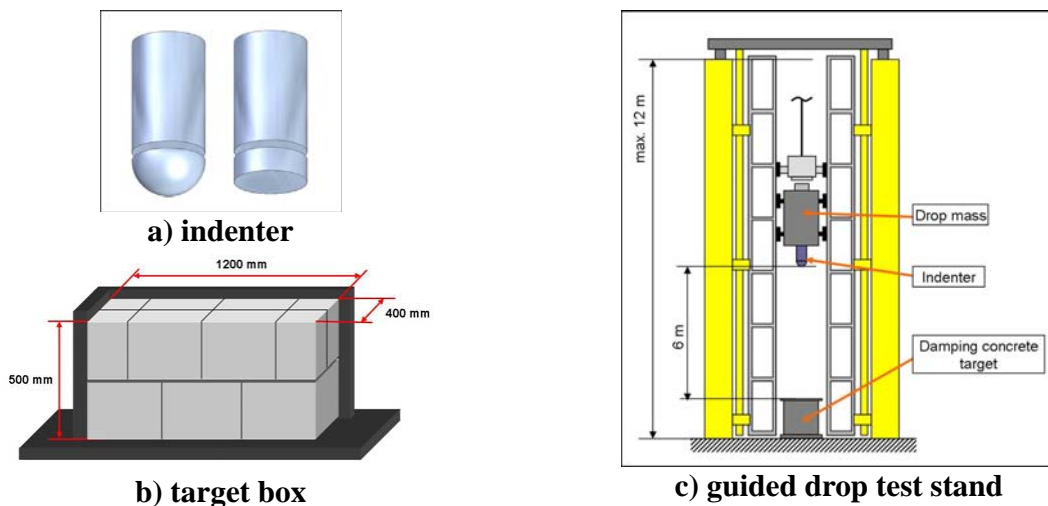 a) indenter
1200 mm
400 mm
500 mm
b) target box
max. 12 m
6 m
Drop mass
Indenter
Damping concrete
target
c) guided drop test stand